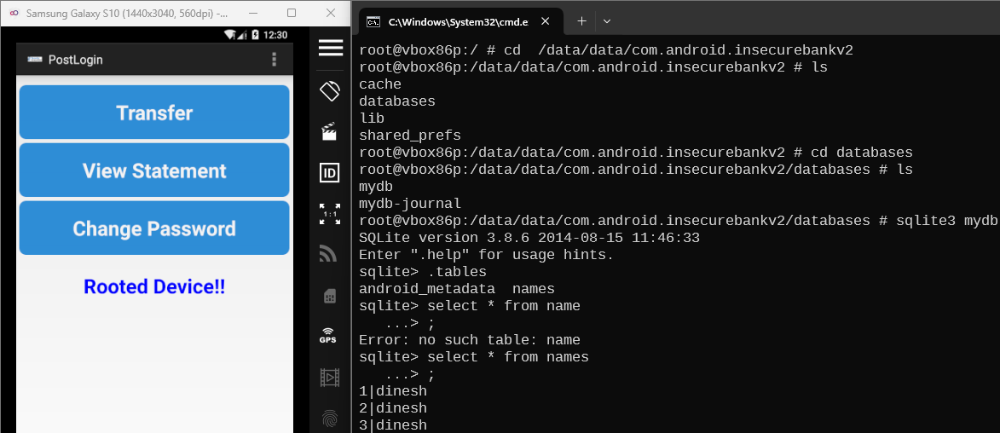 Samsung Galaxy S10 (1440x3040, 560dpi) -...
12:30
PostLogin
Transfer
View Statement
Change Password
Rooted Device!!
ID
1:1
GPS
C:\Windows\System32\cmd.e
root@vbox86p:/ # cd  /data/data/com.android.insecurebankv2
root@vbox86p:/data/data/com.android.insecurebankv2 # ls
cache
databases
lib
shared_prefs
root@vbox86p:/data/data/com.android.insecurebankv2 # cd databases
root@vbox86p:/data/data/com.android.insecurebankv2/databases # ls
mydb
mydb-journal
root@vbox86p:/data/data/com.android.insecurebankv2/databases # sqlite3 mydb
SQLite version 3.8.6 2014-08-15 11:46:33
Enter ".help" for usage hints.
sqlite> .tables
android_metadata  names
sqlite> select * from name
   ...> ;
Error: no such table: name
sqlite> select * from names
   ...> ;
1|dinesh
2|dinesh
3|dinesh